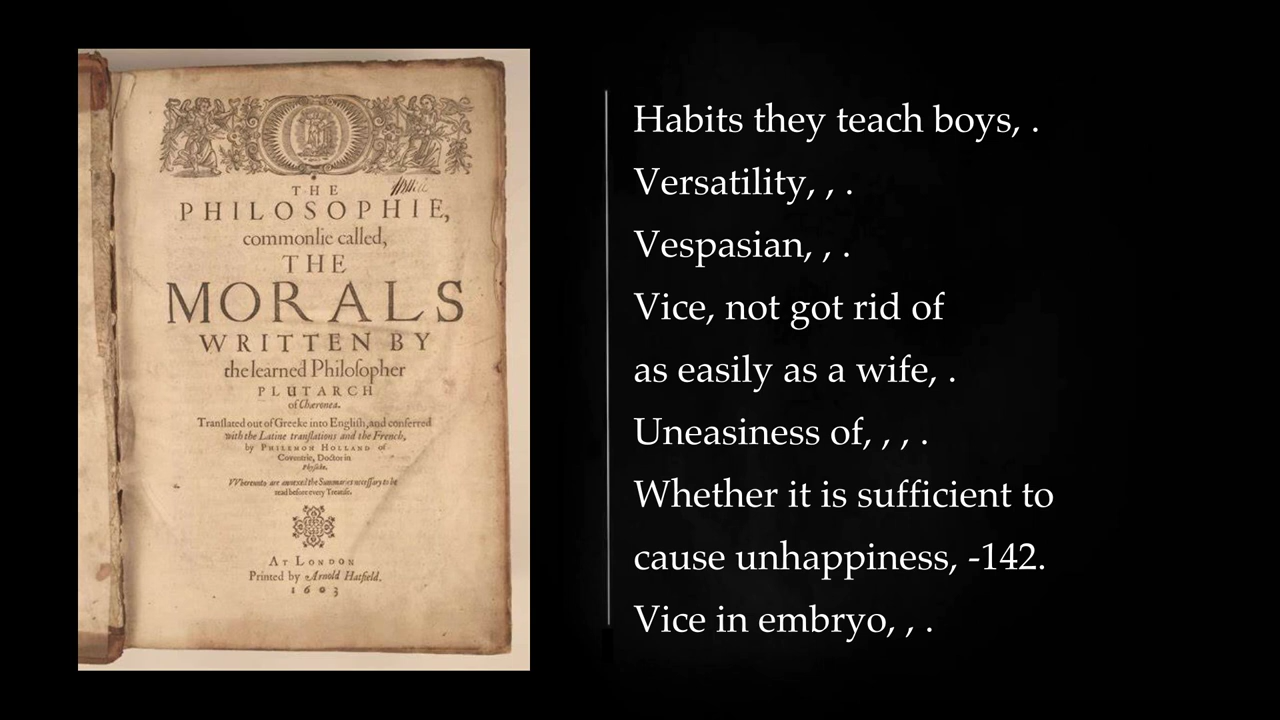 THE
PHILOSOPHIE,
commonlie called,
THE
MORALS
WRITTEN BY
the learned Philoſopher
PLUTARCH
of Chæronea.
Tranſlated out of Greeke into Engliſh, and conferred
with the Latine tranſlations and the French,
by PHILEMON HOLLAND of
Coventrie, Doctor in
Phyſicke.
VVhereunto are annexed the Summaries neceſſary to be
read before every Treatiſe.
AT LONDON
Printed by Arnold Hatfield.
1603
Habits they teach boys, .
Versatility, , .
Vespasian, , .
Vice, not got rid of
as easily as a wife, .
Uneasiness of, , , .
Whether it is sufficient to
cause unhappiness, -142.
Vice in embryo, , .